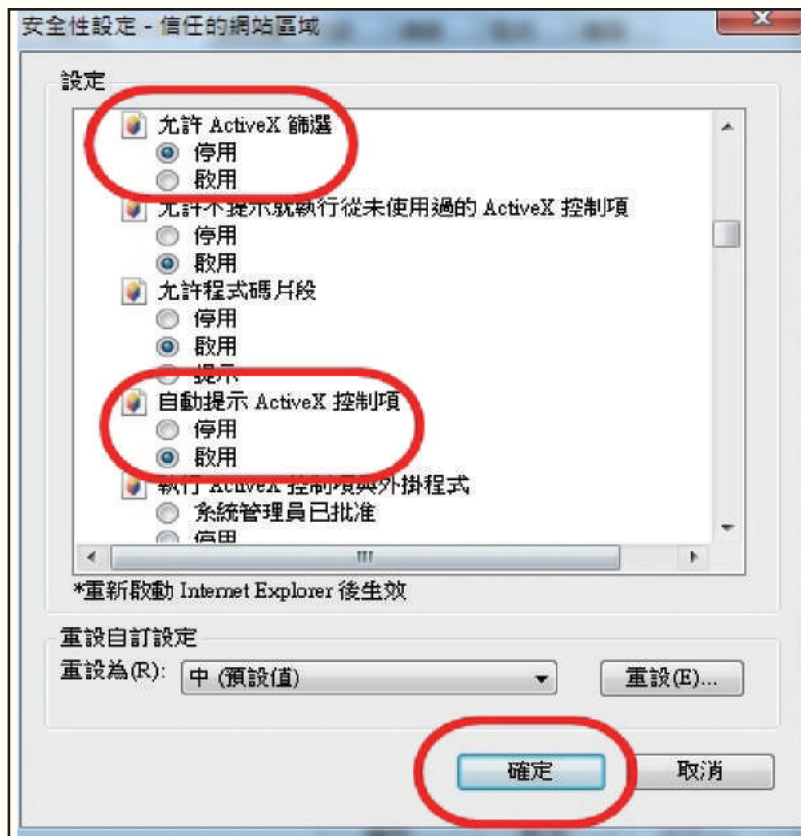 安全性設定 - 信任的網站區域
設定
允許 ActiveX 篩選
停用
啟用
允許不提示就執行從未使用過的 ActiveX 控制項
停用
啟用
允許程式碼片段
停用
啟用
提示
自動提示 ActiveX 控制項
停用
啟用
執行 ActiveX 控制項與外掛程式
系統管理員已批准
停用
*重新啟動 Internet Explorer 後生效
重設自訂設定
重設為(R):
中 (預設值)
重設(E)...
確定
取消